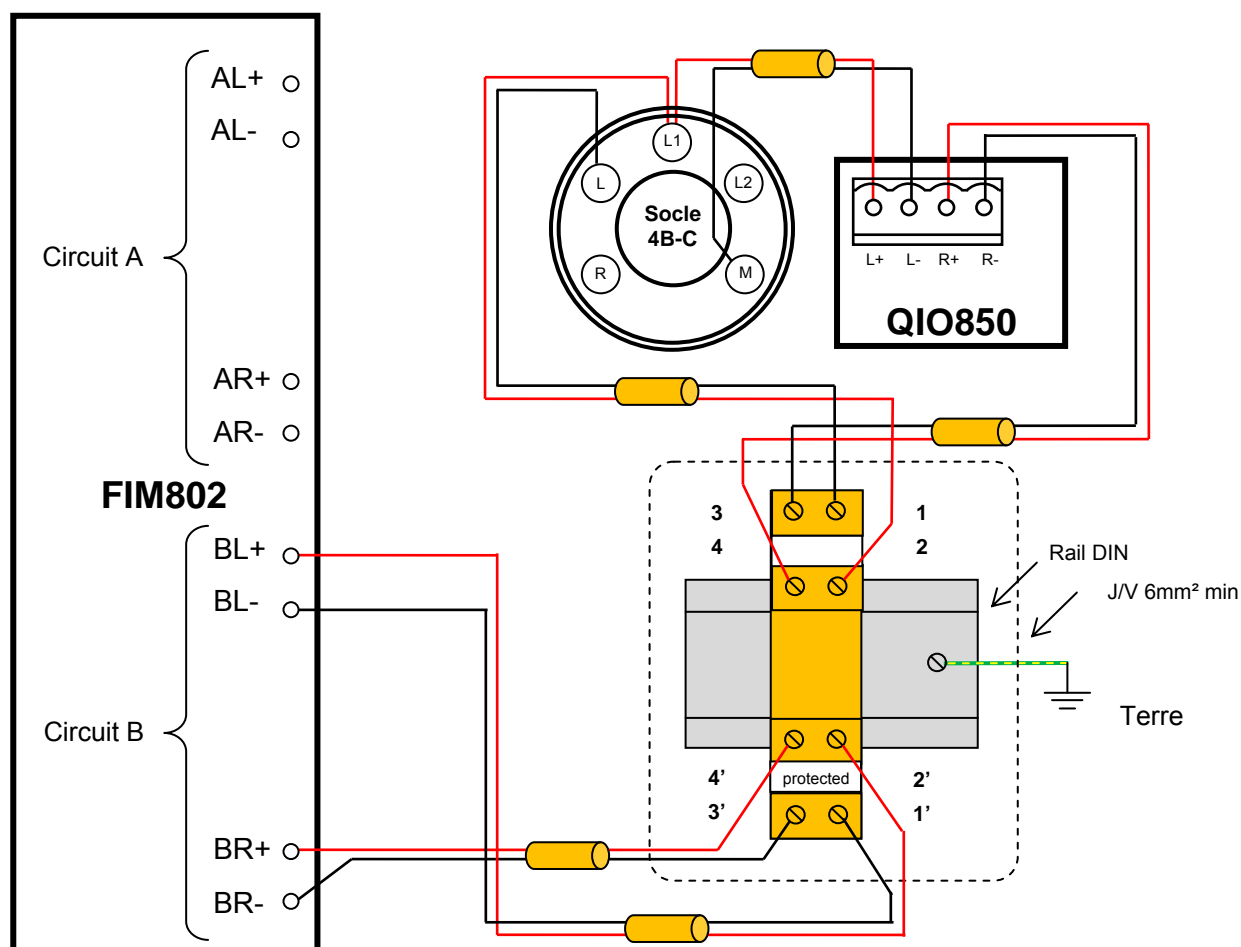 AL+
AL-
Circuit A
AR+
AR-
FIM802
BL+
BL-
Circuit B
BR+
BR-
L1
L
L2
Socle
4B-C
R
M
L+ L- R+ R-
QIO850
3 1
4 2
Rail DIN
J/V 6mm² min
Terre
4’ protected 2’
3’ 1’